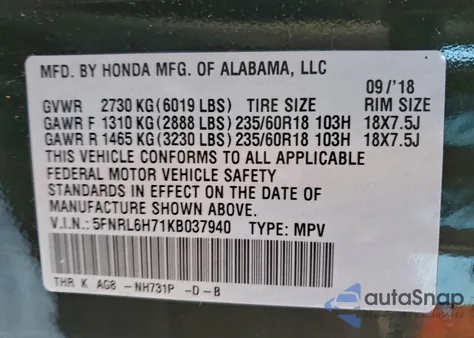 MFD. BY HONDA MFG. OF ALABAMA, LLC
09/'18
GVWR 2730 KG(6019 LBS) TIRE SIZE RIM SIZE
GAWR F 1310 KG(2888 LBS) 235/60R18 103H 18X7.5J
GAWR R 1465 KG(3230 LBS) 235/60R18 103H 18X7.5J
THIS VEHICLE CONFORMS TO ALL APPLICABLE
FEDERAL MOTOR VEHICLE SAFETY
STANDARDS IN EFFECT ON THE DATE OF
MANUFACTURE SHOWN ABOVE.
V.I.N.: 5FNRL6H71KB037940 TYPE: MPV
THR K AG8 -NH731P -D-B
autoSnap